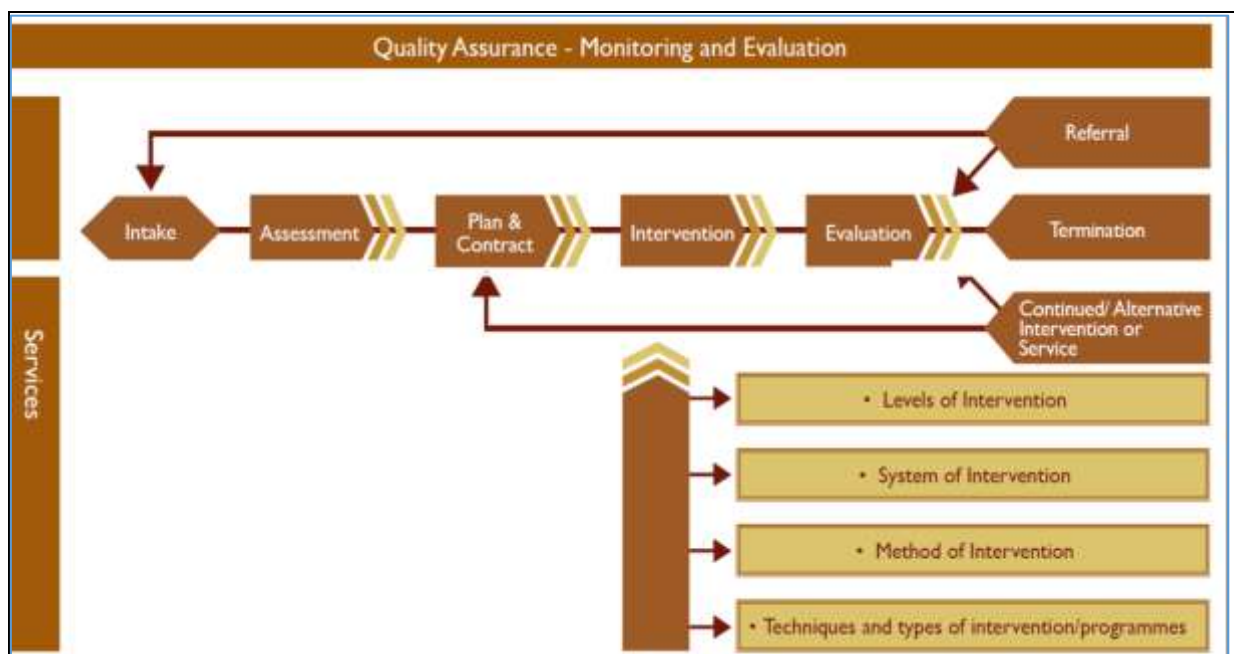 Quality Assurance - Monitoring and Evaluation
Referral
Intake
Assessment
Plan &
Contract
Intervention
Evaluation
Termination
Continued/ Alternative
Intervention or
Service
Services
• Levels of Intervention
• System of Intervention
• Method of Intervention
• Techniques and types of intervention/programmes